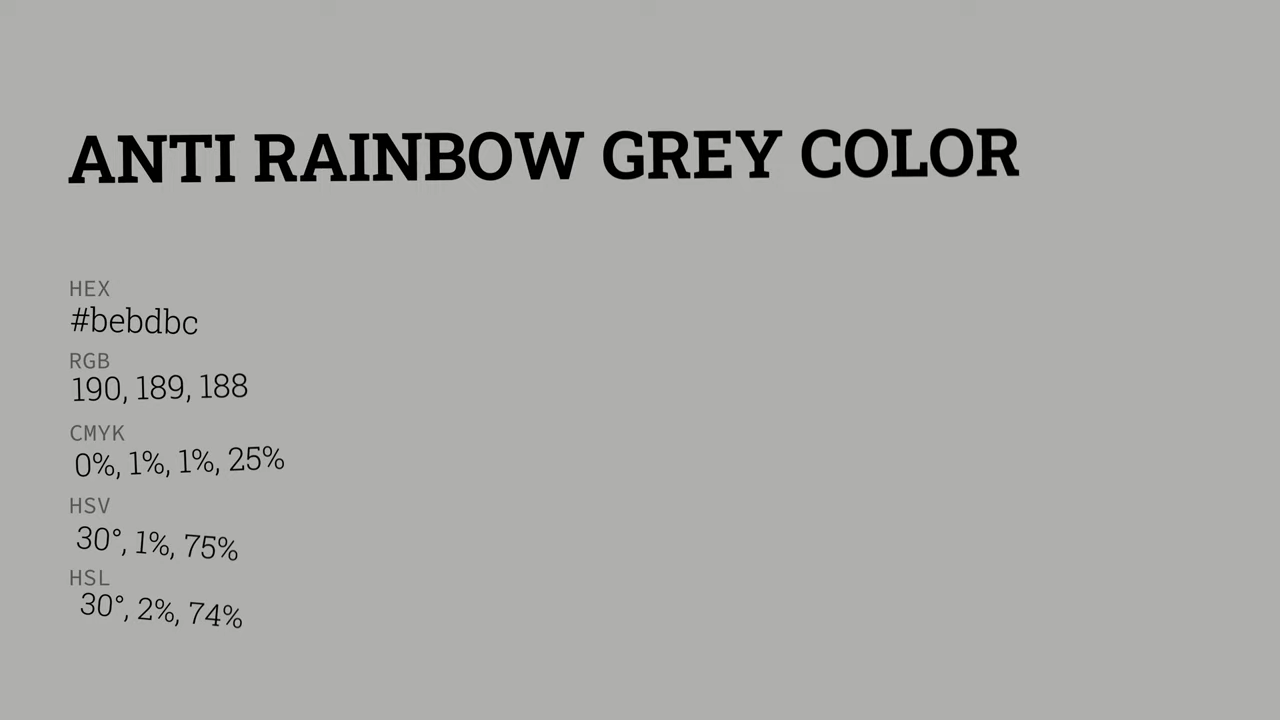 ANTI RAINBOW GREY COLOR
HEX
#bebdbc
RGB
190, 189, 188
CMYK
0%, 1%, 1%, 25%
HSV
30°, 1%, 75%
HSL
30°, 2%, 74%